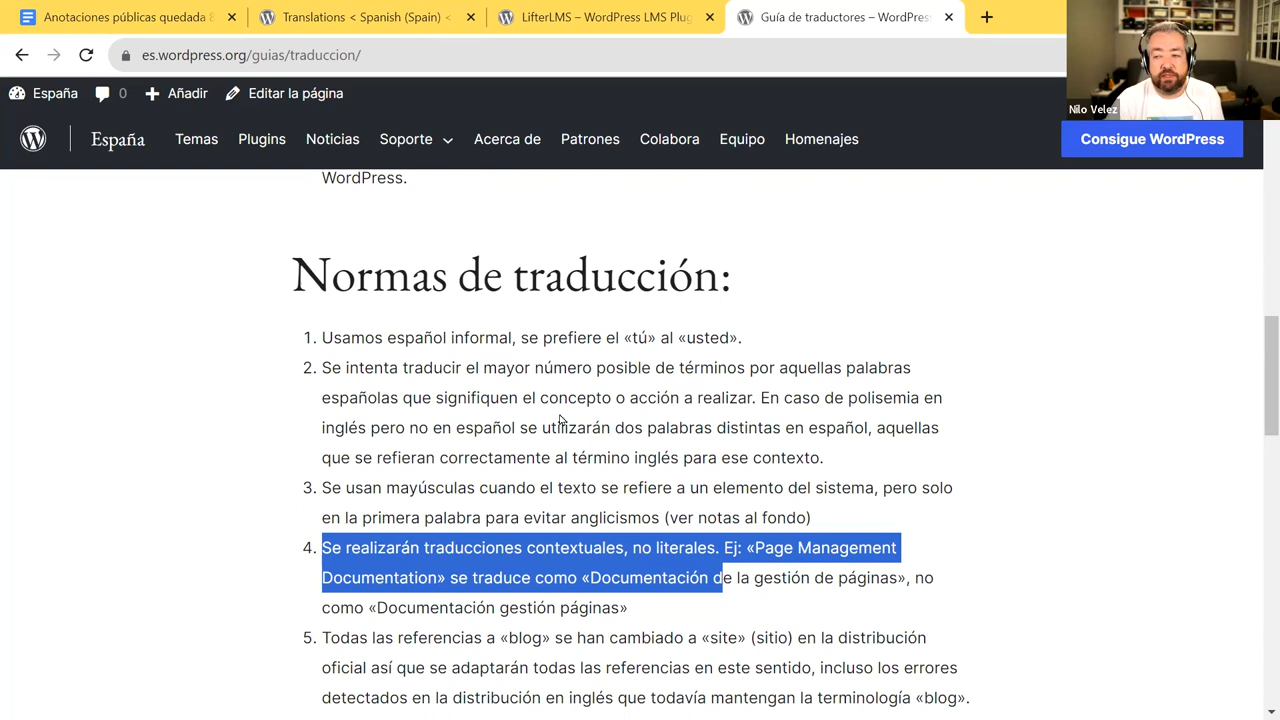 Anotaciones públicas quedada 8
Translations < Spanish (Spain) <
LifterLMS – WordPress LMS Plug
Guía de traductores – WordPres
es.wordpress.org/guias/traduccion/
España
0
Añadir
Editar la página
Nilo Velez
España
Temas
Plugins
Noticias
Soporte
Acerca de
Patrones
Colabora
Equipo
Homenajes
Consigue WordPress
WordPress.
Normas de traducción:
1. Usamos español informal, se prefiere el «tú» al «usted».
2. Se intenta traducir el mayor número posible de términos por aquellas palabras
españolas que signifiquen el concepto o acción a realizar. En caso de polisemia en
inglés pero no en español se utilizarán dos palabras distintas en español, aquellas
que se refieran correctamente al término inglés para ese contexto.
3. Se usan mayúsculas cuando el texto se refiere a un elemento del sistema, pero solo
en la primera palabra para evitar anglicismos (ver notas al fondo)
4. Se realizarán traducciones contextuales, no literales. Ej: «Page Management
Documentation» se traduce como «Documentación de la gestión de páginas», no
como «Documentación gestión páginas»
5. Todas las referencias a «blog» se han cambiado a «site» (sitio) en la distribución
oficial así que se adaptarán todas las referencias en este sentido, incluso los errores
detectados en la distribución en inglés que todavía mantengan la terminología «blog».